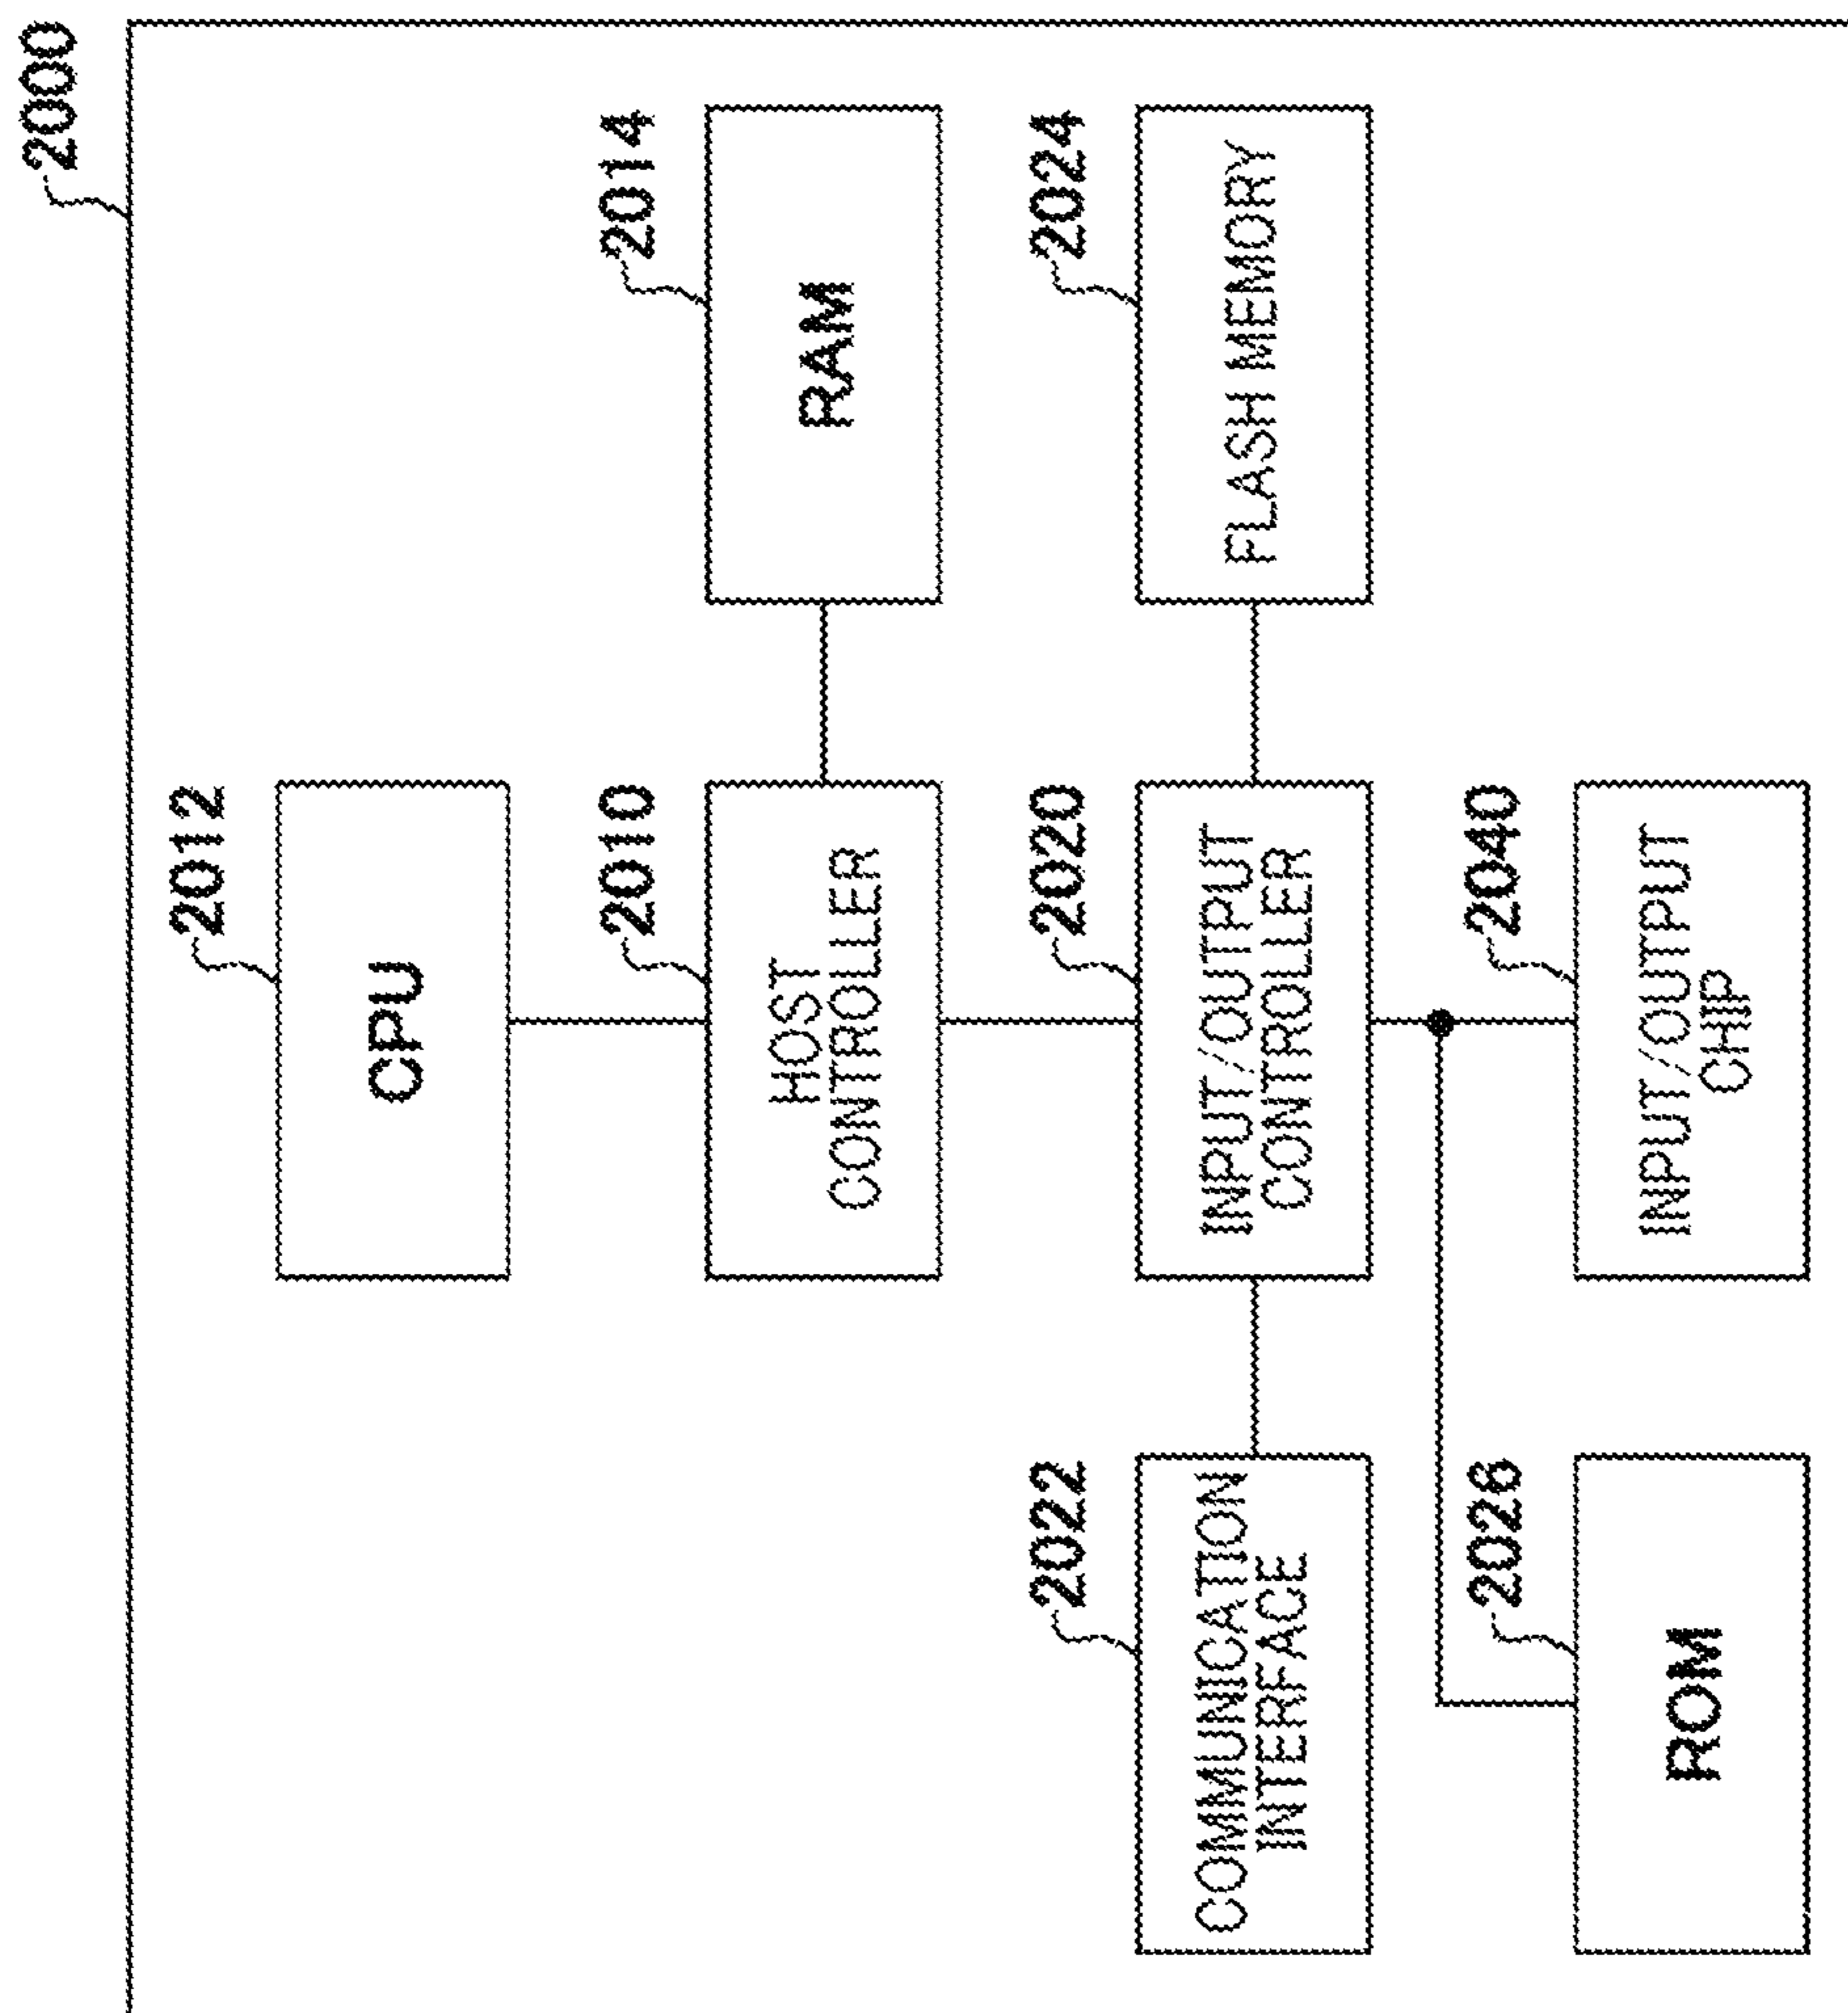 2000
2012
CPU
2010
HOST
CONTROLLER
2014
RAM
2022
COMMUNICATION
INTERFACE
2020
INPUT/OUTPUT
CONTROLLER
2024
FLASH MEMORY
2026
ROM
2040
INPUT/OUTPUT
CHIP